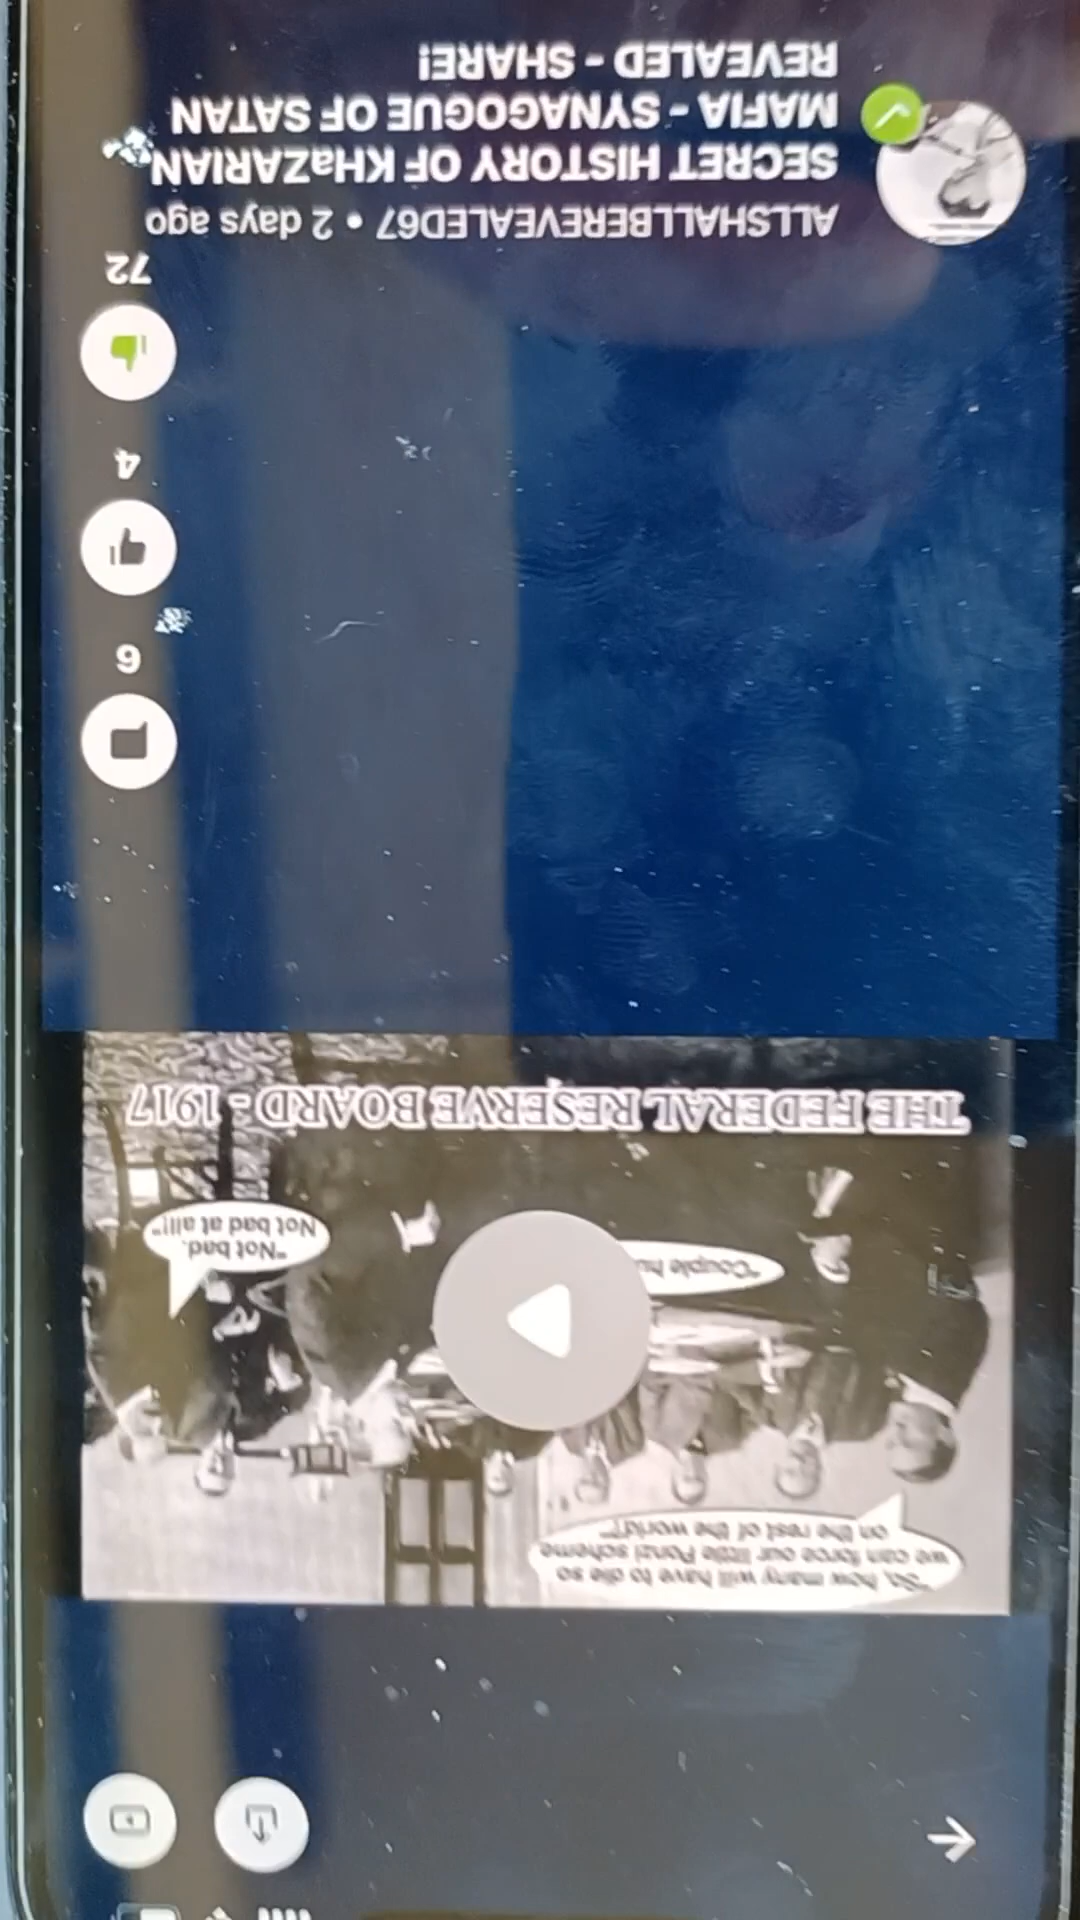 "So, how many will have to die so
we can force our little Ponzi scheme
on the rest of the world?"
"Couple
"Not bad.
Not bad at all!"
THE FEDERAL RESERVE BOARD - 1917
6
4
72
ALLSHALLBEREVEALED67 • 2 days ago
SECRET HISTORY OF KHaZARIAN
MAFIA - SYNAGOGUE OF SATAN
REVEALED - SHARE!